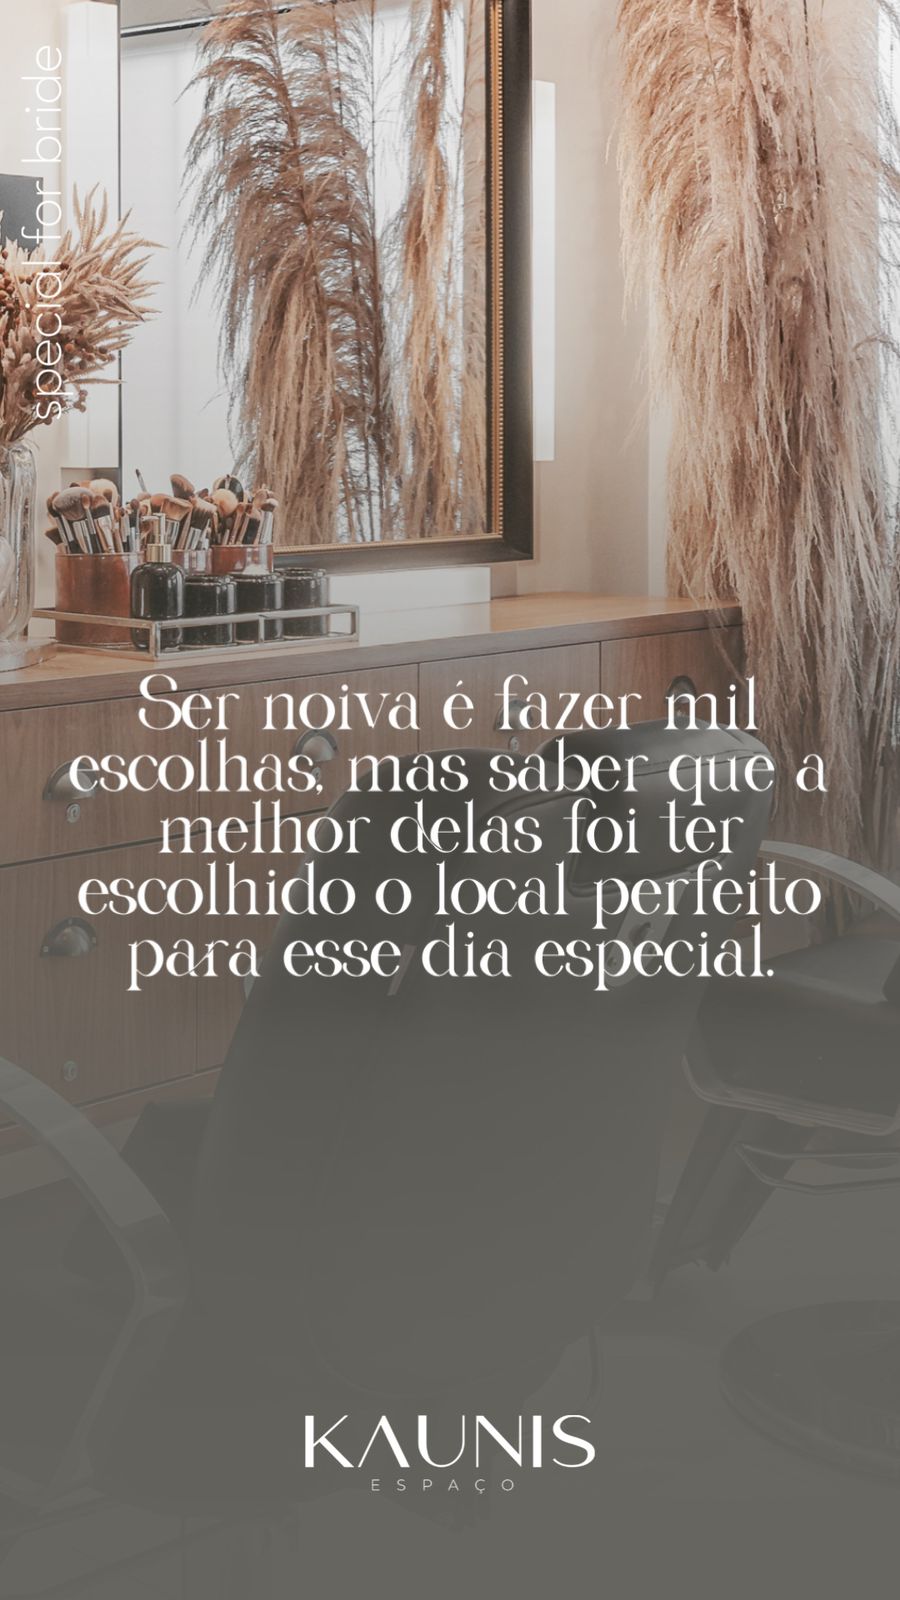 special for bride
Ser noiva é fazer mil
escolhas, mas saber que a
melhor delas foi ter
escolhido o local perfeito
para esse dia especial.
KAUNIS
ESPAÇO